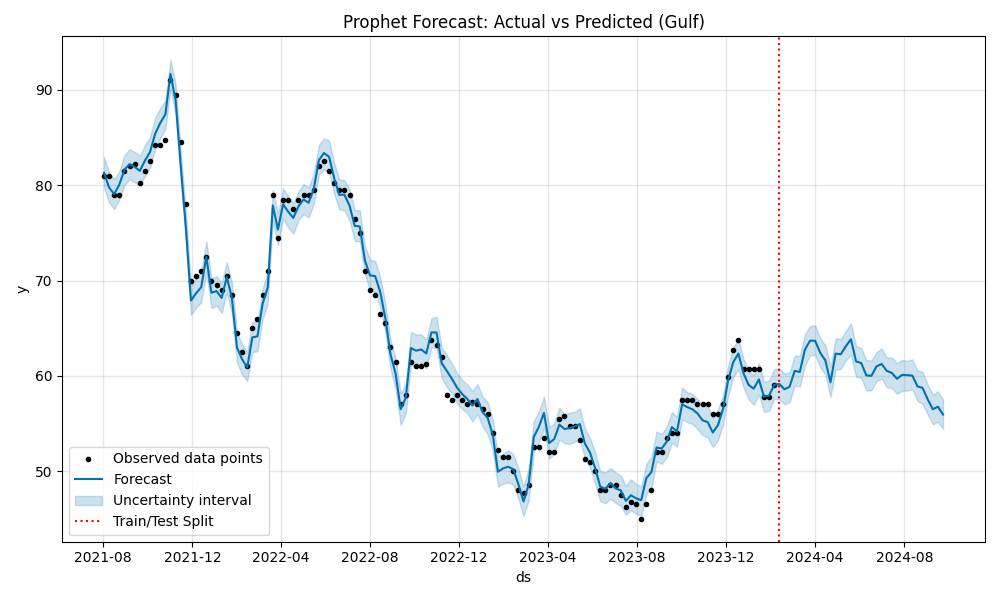 Prophet Forecast: Actual vs Predicted (Gulf)
y
90
80
70
60
50
Observed data points
Forecast
Uncertainty interval
Train/Test Split
2021-08 2021-12 2022-04 2022-08 2022-12 2023-04 2023-08 2023-12 2024-04 2024-08
ds